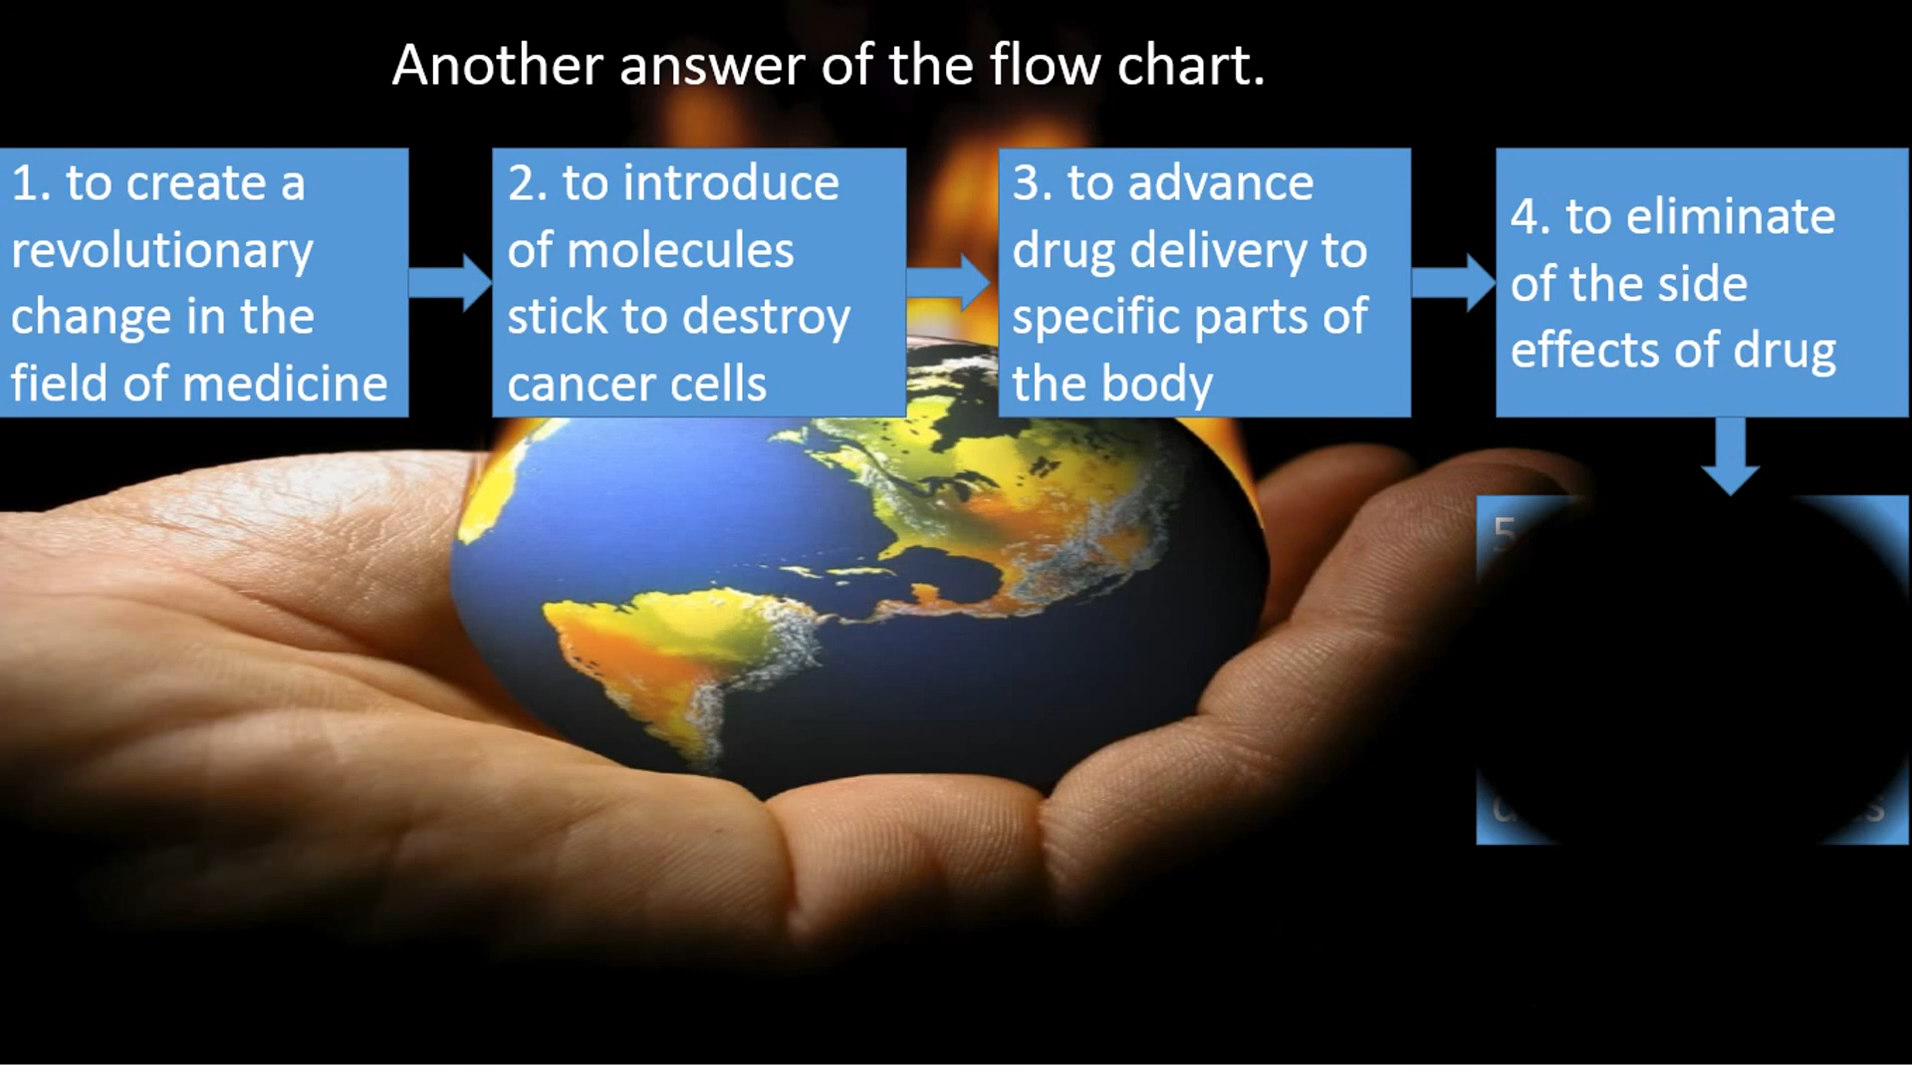 Another answer of the flow chart.
1. to create a
revolutionary
change in the
field of medicine
2. to introduce
of molecules
stick to destroy
cancer cells
3. to advance
drug delivery to
specific parts of
the body
4. to eliminate
of the side
effects of drug
5